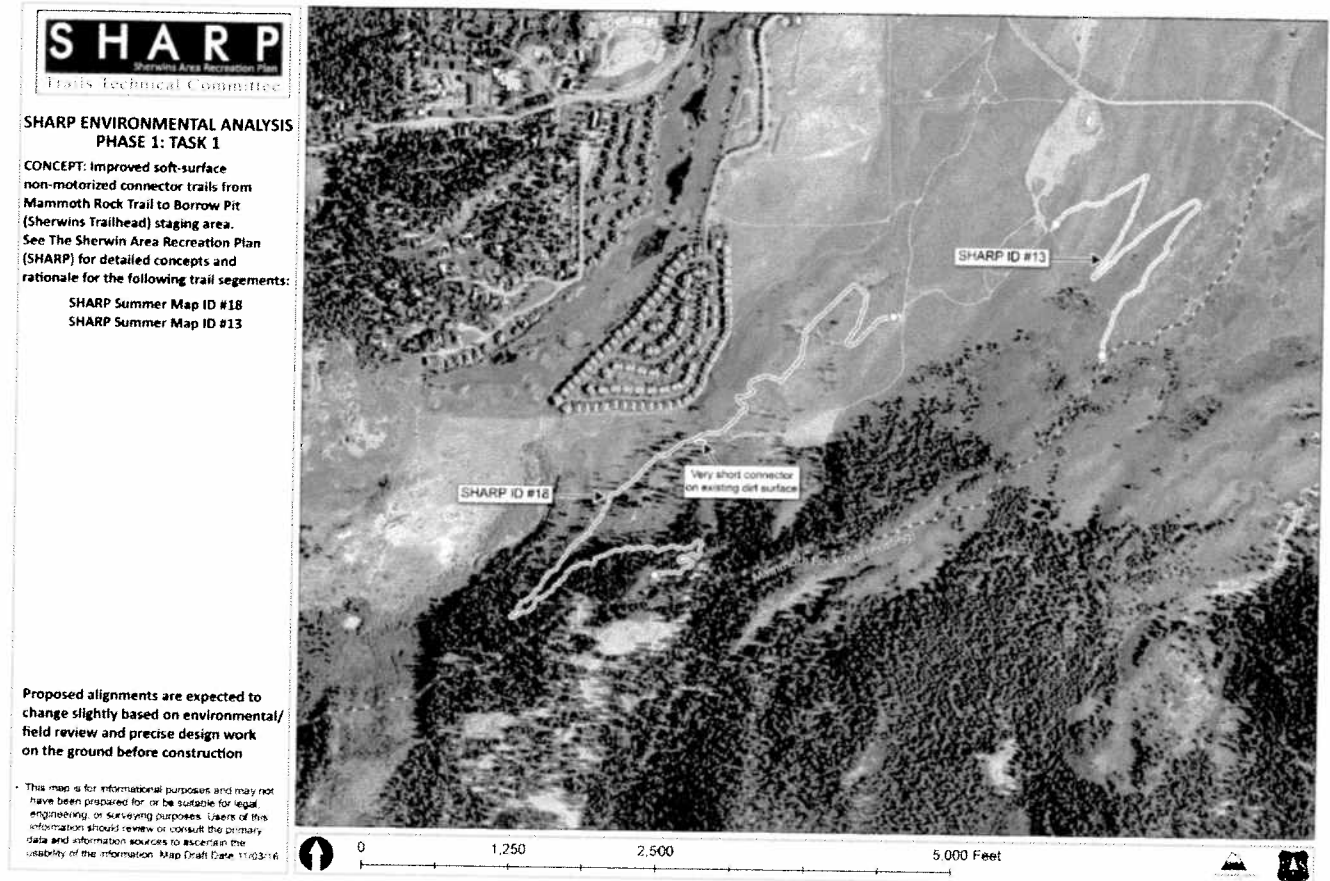 SHARP
Sherwins Area Recreation Plan
Trails Technical Committee
SHARP ENVIRONMENTAL ANALYSIS
PHASE 1: TASK 1
CONCEPT: Improved soft-surface
non-motorized connector trails from
Mammoth Rock Trail to Borrow Pit
(Sherwins Trailhead) staging area.
See The Sherwin Area Recreation Plan
(SHARP) for detailed concepts and
rationale for the following trail segements:
SHARP Summer Map ID #18
SHARP Summer Map ID #13
Proposed alignments are expected to
change slightly based on environmental/
field review and precise design work
on the ground before construction
This map is for informational purposes and may not
have been prepared for, or be suitable for legal,
engineering, or surveying purposes. Users of this
information should review or consult the primary
data and information sources to ascertain the
usability of the information. Map Draft Date 11/03/16
SHARP ID #13
Very short connector
on existing dirt surface
SHARP ID #18
Mammoth Rock Trail
0 1,250 2,500 5,000 Feet